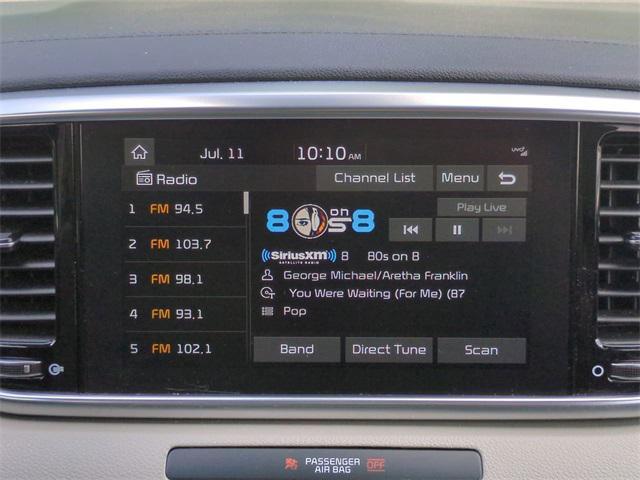 Jul. 11 10:10 AM UVO
Radio Channel List Menu
1 FM 94.5
2 FM 103.7
3 FM 98.1
4 FM 93.1
5 FM 102.1
80s on 8
Play Live
((SiriusXM)) 8 80s on 8
SATELLITE RADIO
George Michael/Aretha Franklin
You Were Waiting (For Me) (87
Pop
Band Direct Tune Scan
PASSENGER
AIR BAG OFF